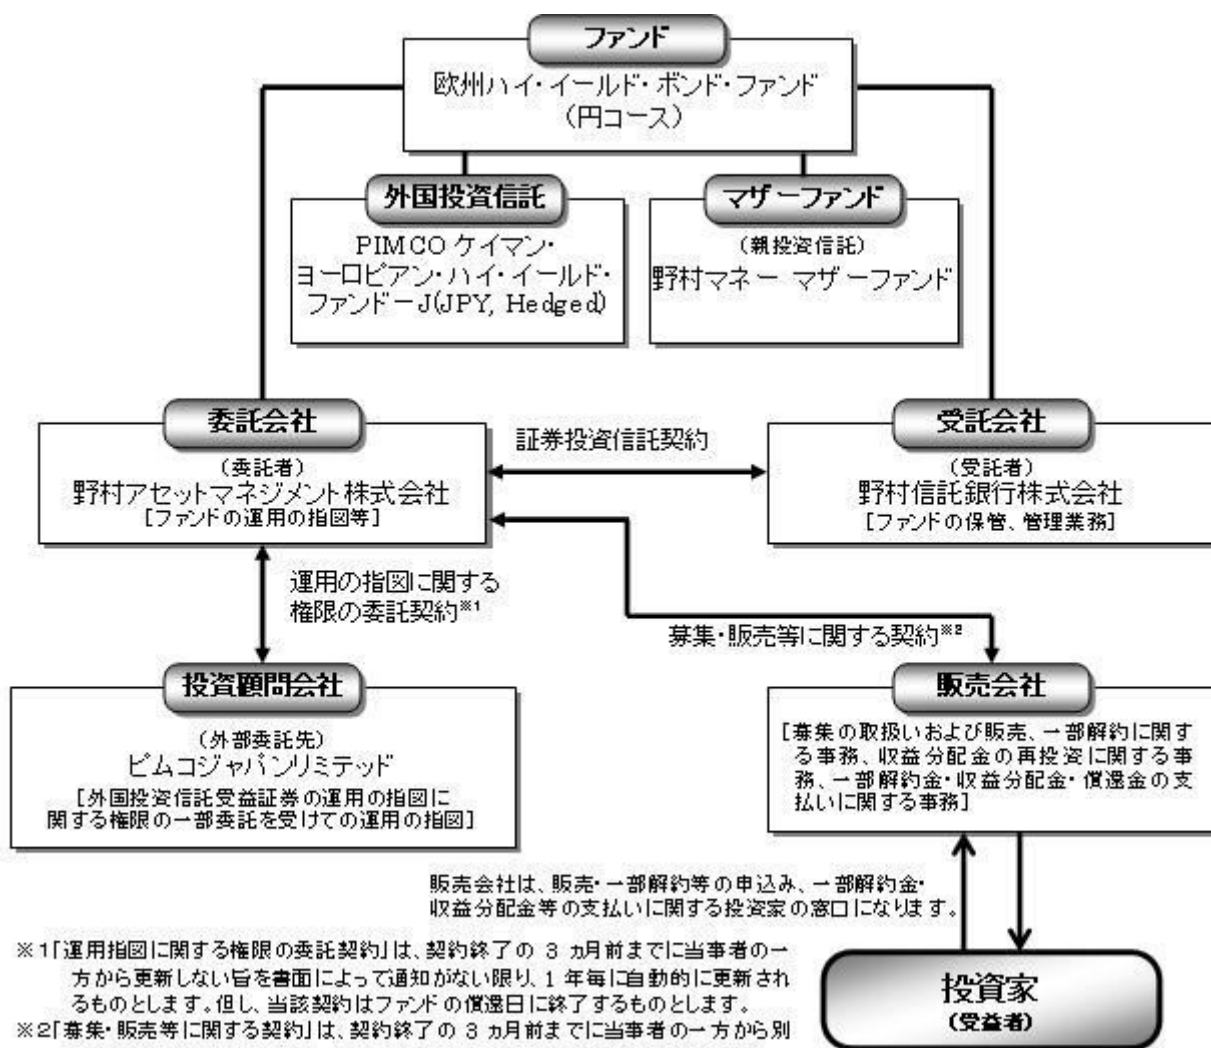 ファンド
欧州ハイ・イールド・ボンド・ファンド
（円コース）
外国投資信託
PIMCO ケイマン・
ヨーロピアン・ハイ・イールド・
ファンド－J(JPY, Hedged)
マザーファンド
（親投資信託）
野村マネー マザーファンド
委託会社
（委託者）
野村アセットマネジメント株式会社
［ファンドの運用の指図等］
証券投資信託契約
受託会社
（受託者）
野村信託銀行株式会社
［ファンドの保管、管理業務］
運用の指図に関する
権限の委託契約※1
募集・販売等に関する契約※2
投資顧問会社
（外部委託先）
ピムコジャパンリミテッド
［外国投資信託受益証券の運用の指図に
関する権限の一部委託を受けての運用の指図］
販売会社
［募集の取扱いおよび販売、一部解約に関す
る事務、収益分配金の再投資に関する事
務、一部解約金・収益分配金・償還金の支
払いに関する事務］
販売会社は、販売・一部解約等の申込み、一部解約金・
収益分配金等の支払いに関する投資家の窓口になります。
※1「運用指図に関する権限の委託契約」は、契約終了の 3 ヵ月前までに当事者の一
方から更新しない旨を書面によって通知がない限り、1 年毎に自動的に更新され
るものとします。但し、当該契約はファンドの償還日に終了するものとします。
※2「募集・販売等に関する契約」は、契約終了の 3 ヵ月前までに当事者の一方から別
投資家
（受益者）